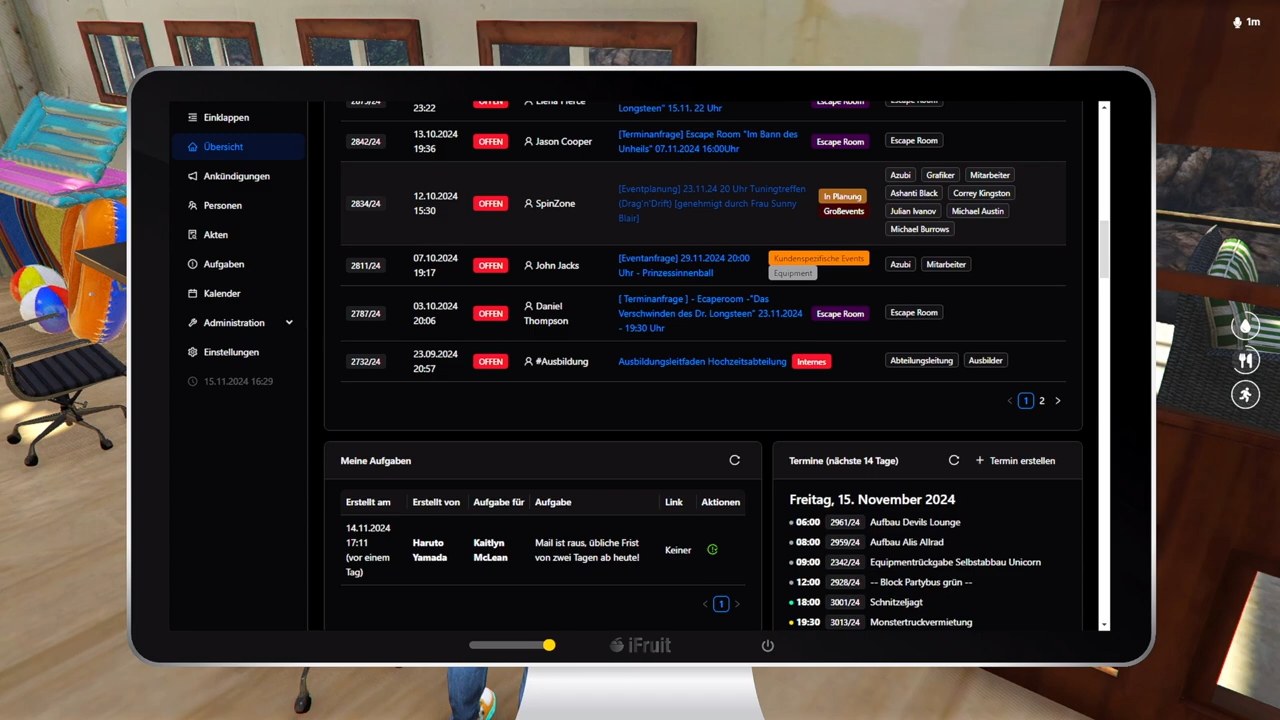 1m
Einklappen
Übersicht
Ankündigungen
Personen
Akten
Aufgaben
Kalender
Administration
Einstellungen
15.11.2024 16:29
2875/24 23:22 OFFEN Elena Pierce Longsteen" 15.11. 22 Uhr Escape Room Escape Room
13.10.2024
2842/24 19:36 OFFEN Jason Cooper [Terminanfrage] Escape Room "Im Bann des
Unheils" 07.11.2024 16:00Uhr Escape Room Escape Room
12.10.2024
2834/24 15:30 OFFEN SpinZone [Eventplanung] 23.11.24 20 Uhr Tuningtreffen
(Drag'n'Drift) [genehmigt durch Frau Sunny
Blair] In Planung
Großevents
Azubi Grafiker Mitarbeiter
Ashanti Black Correy Kingston
Julian Ivanov Michael Austin
Michael Burrows
07.10.2024
2811/24 19:17 OFFEN John Jacks [Eventanfrage] 29.11.2024 20:00
Uhr - Prinzessinnenball Kundenspezifische Events
Equipment Azubi Mitarbeiter
03.10.2024
2787/24 20:06 OFFEN Daniel
Thompson [ Terminanfrage ] - Ecaperoom -"Das
Verschwinden des Dr. Longsteen" 23.11.2024
- 19:30 Uhr Escape Room Escape Room
23.09.2024
2732/24 20:57 OFFEN #Ausbildung Ausbildungsleitfaden Hochzeitsabteilung Internes Abteilungsleitung Ausbilder
< 1 2 >
Meine Aufgaben
Erstellt am Erstellt von Aufgabe für Aufgabe Link Aktionen
14.11.2024
17:11
(vor einem
Tag)
Haruto
Yamada
Kaitlyn
McLean
Mail ist raus, übliche Frist
von zwei Tagen ab heute!
Keiner
< 1 >
Termine (nächste 14 Tage) + Termin erstellen
Freitag, 15. November 2024
06:00 2961/24 Aufbau Devils Lounge
08:00 2959/24 Aufbau Alis Allrad
09:00 2342/24 Equipmentrückgabe Selbstabbau Unicorn
12:00 2928/24 -- Block Partybus grün --
18:00 3001/24 Schnitzeljagt
19:30 3013/24 Monstertruckvermietung
iFruit